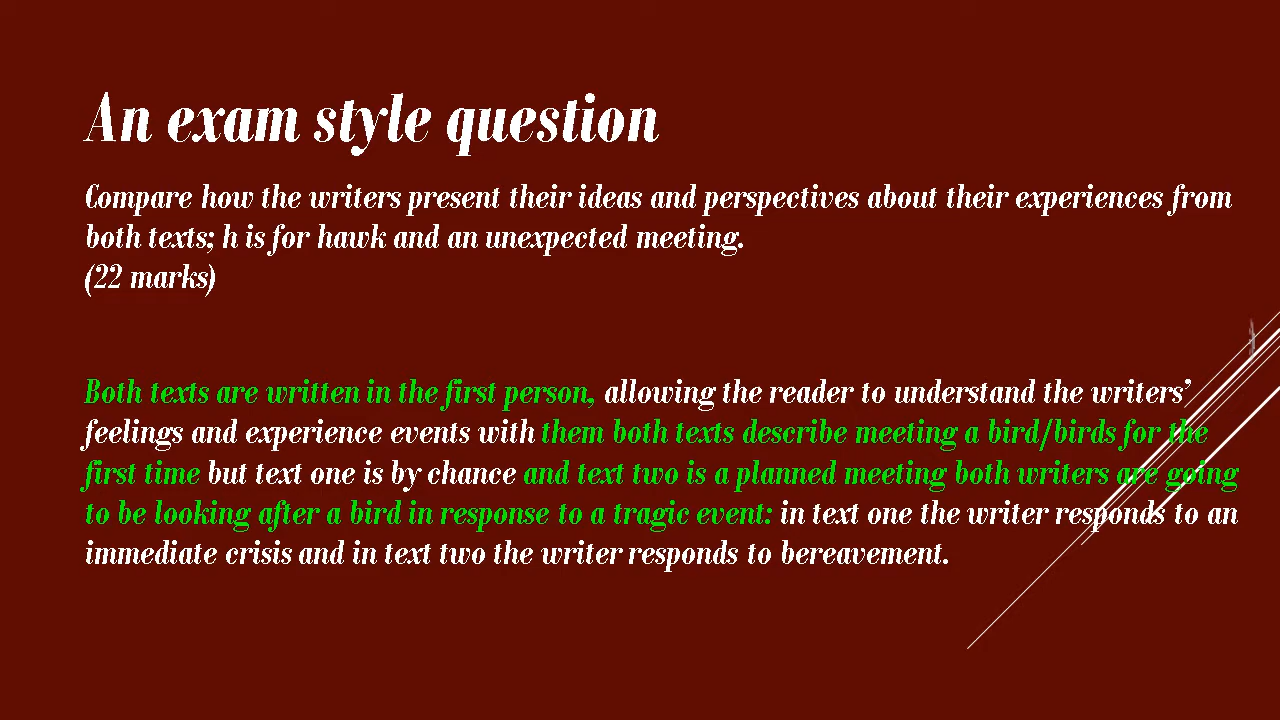 An exam style question
Compare how the writers present their ideas and perspectives about their experiences from
both texts; h is for hawk and an unexpected meeting.
(22 marks)
Both texts are written in the first person, allowing the reader to understand the writers’
feelings and experience events with them both texts describe meeting a bird/birds for the
first time but text one is by chance and text two is a planned meeting both writers are going
to be looking after a bird in response to a tragic event: in text one the writer responds to an
immediate crisis and in text two the writer responds to bereavement.